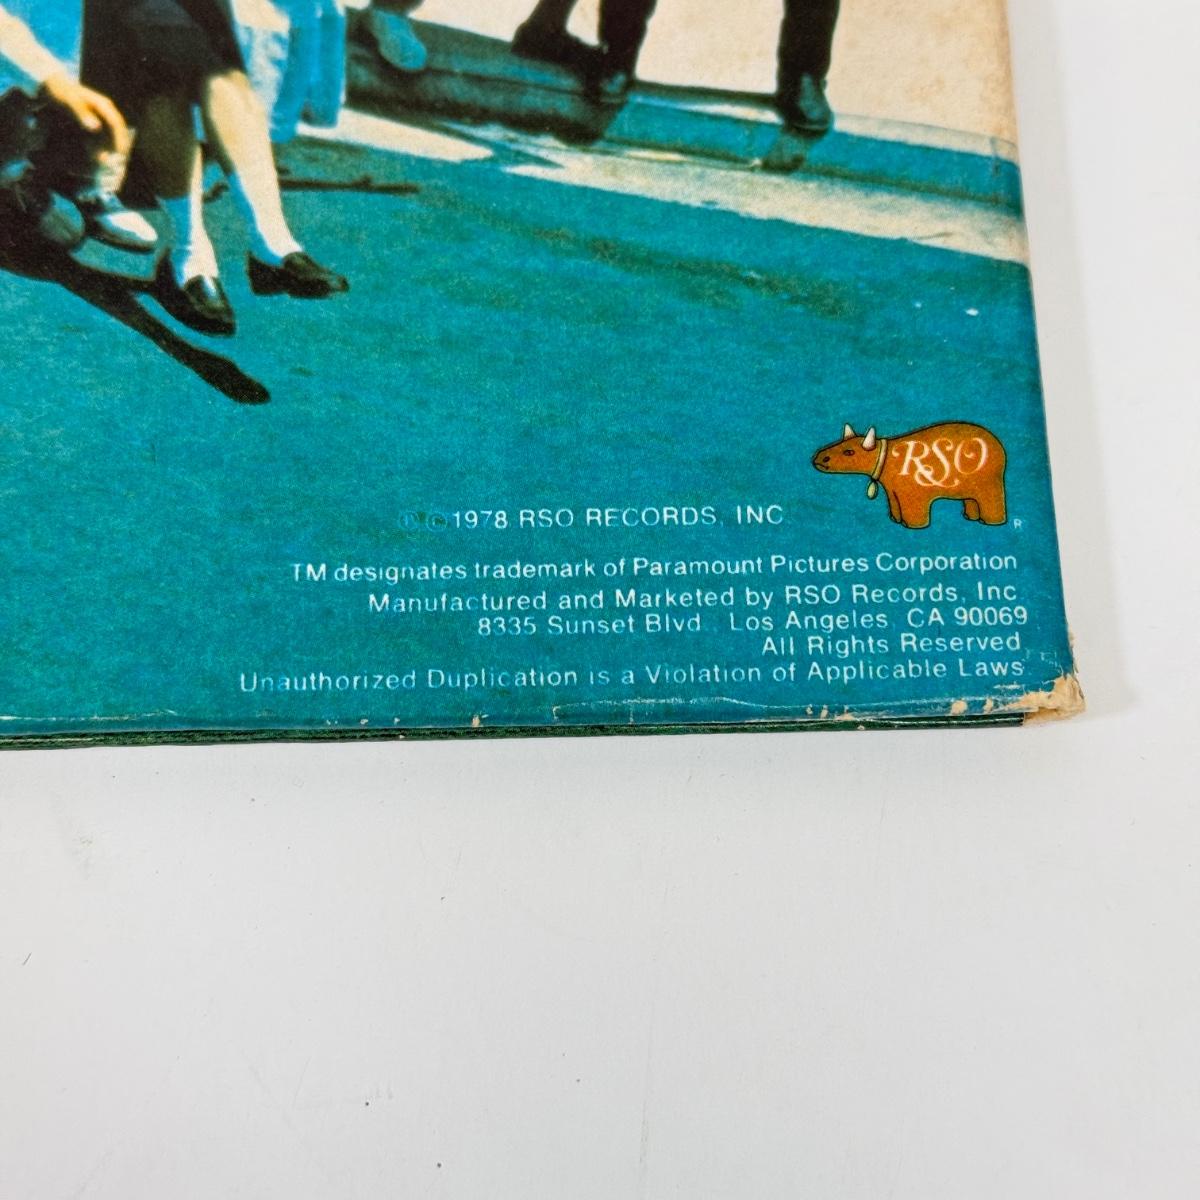 RSO
®
℗ © 1978 RSO RECORDS, INC.
TM designates trademark of Paramount Pictures Corporation
Manufactured and Marketed by RSO Records, Inc.
8335 Sunset Blvd., Los Angeles, CA 90069
All Rights Reserved.
Unauthorized Duplication is a Violation of Applicable Laws